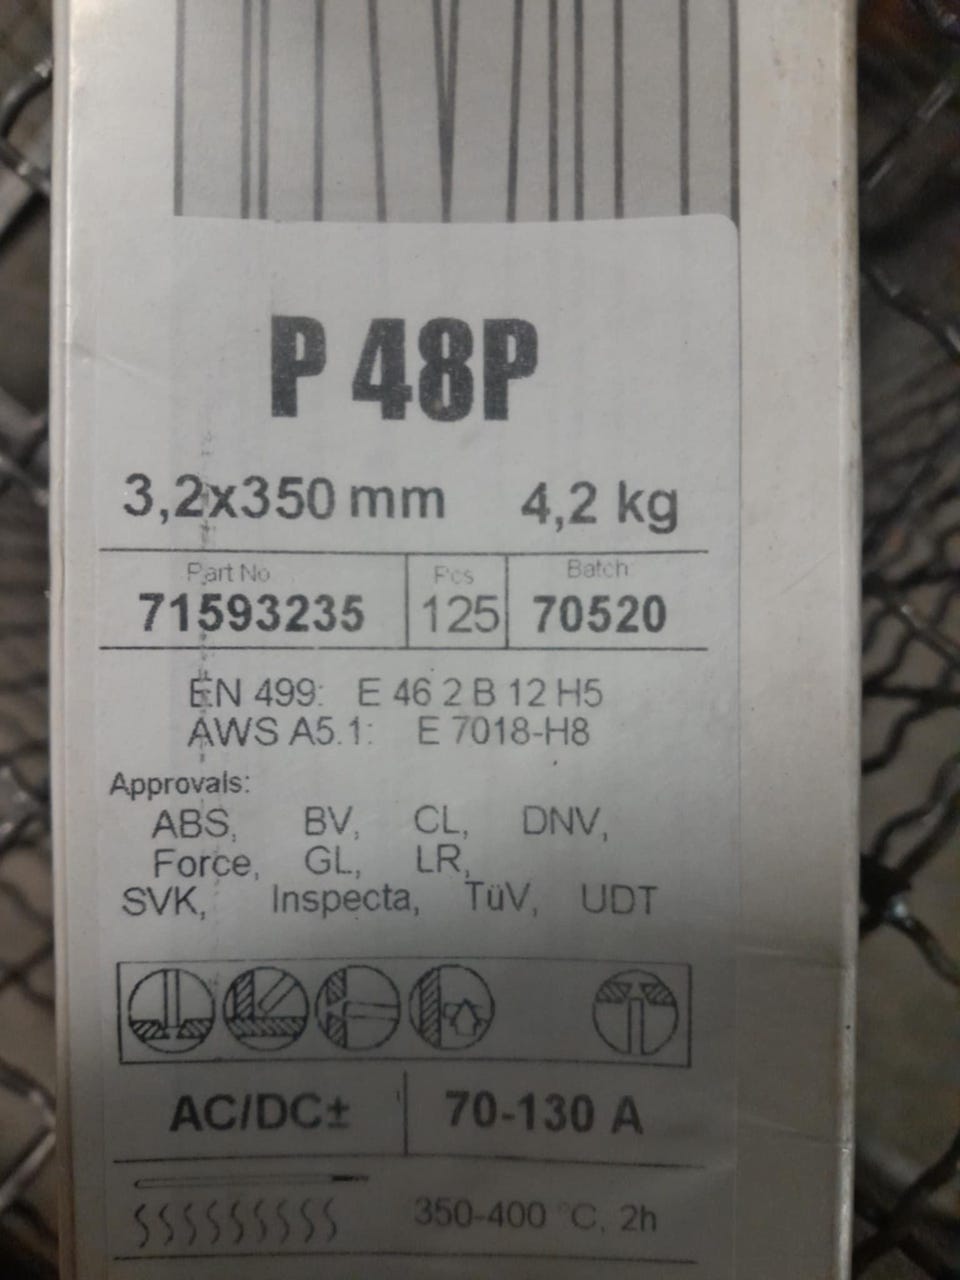 P 48P
3,2x350 mm 4,2 kg
Part No Pcs Batch
71593235 125 70520
EN 499: E 46 2 B 12 H5
AWS A5.1: E 7018-H8
Approvals:
ABS, BV, CL, DNV,
Force, GL, LR,
SVK, Inspecta, TüV, UDT
AC/DC± 70-130 A
350-400 °C, 2h